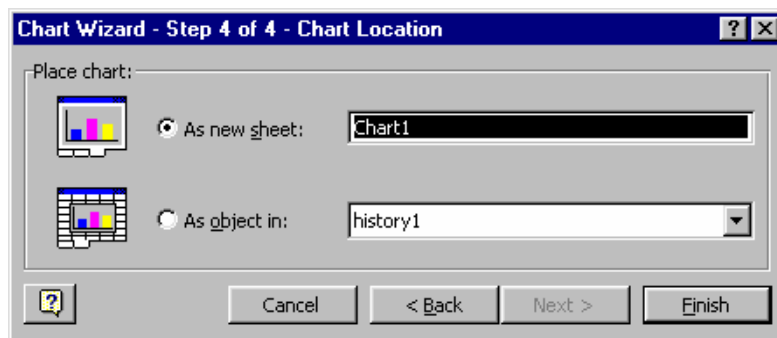 Chart Wizard - Step 4 of 4 - Chart Location ? X
Place chart:
As new sheet: Chart1
As object in: history1
? Cancel < Back Next > Finish